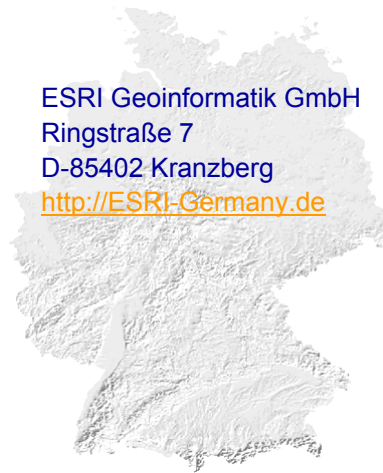 ESRI Geoinformatik GmbH
Ringstraße 7
D-85402 Kranzberg
http://ESRI-Germany.de